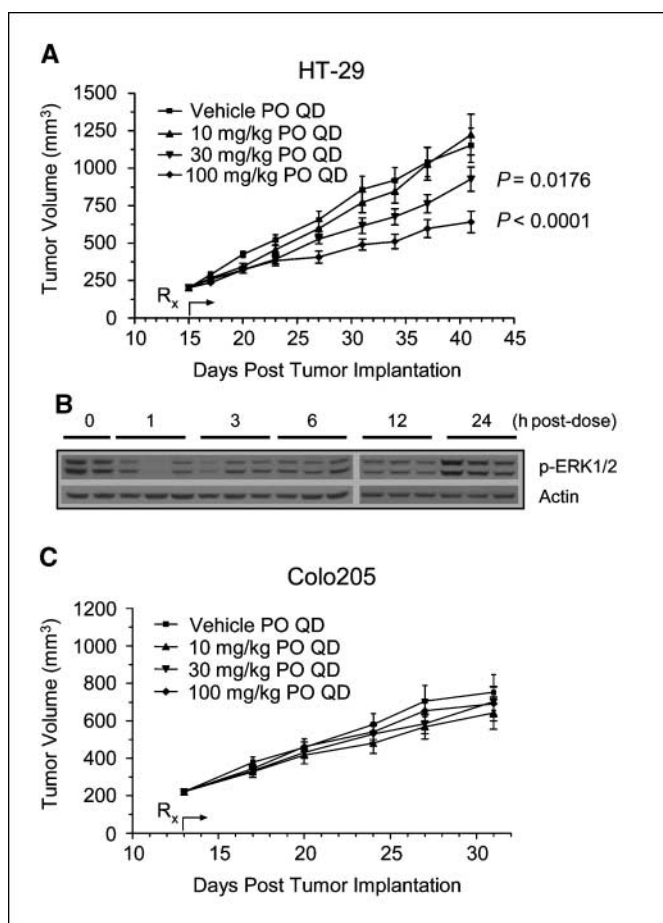 A
HT-29
Tumor Volume (mm³)
1500
1250
1000
750
500
250
0
Vehicle PO QD
10 mg/kg PO QD
30 mg/kg PO QD
100 mg/kg PO QD
P = 0.0176
P < 0.0001
Rx
10 15 20 25 30 35 40 45
Days Post Tumor Implantation
B
0 1 3 6 12 24 (h post-dose)
p-ERK1/2
Actin
C
Colo205
Tumor Volume (mm³)
1200
1000
800
600
400
200
0
Vehicle PO QD
10 mg/kg PO QD
30 mg/kg PO QD
100 mg/kg PO QD
Rx
10 15 20 25 30
Days Post Tumor Implantation